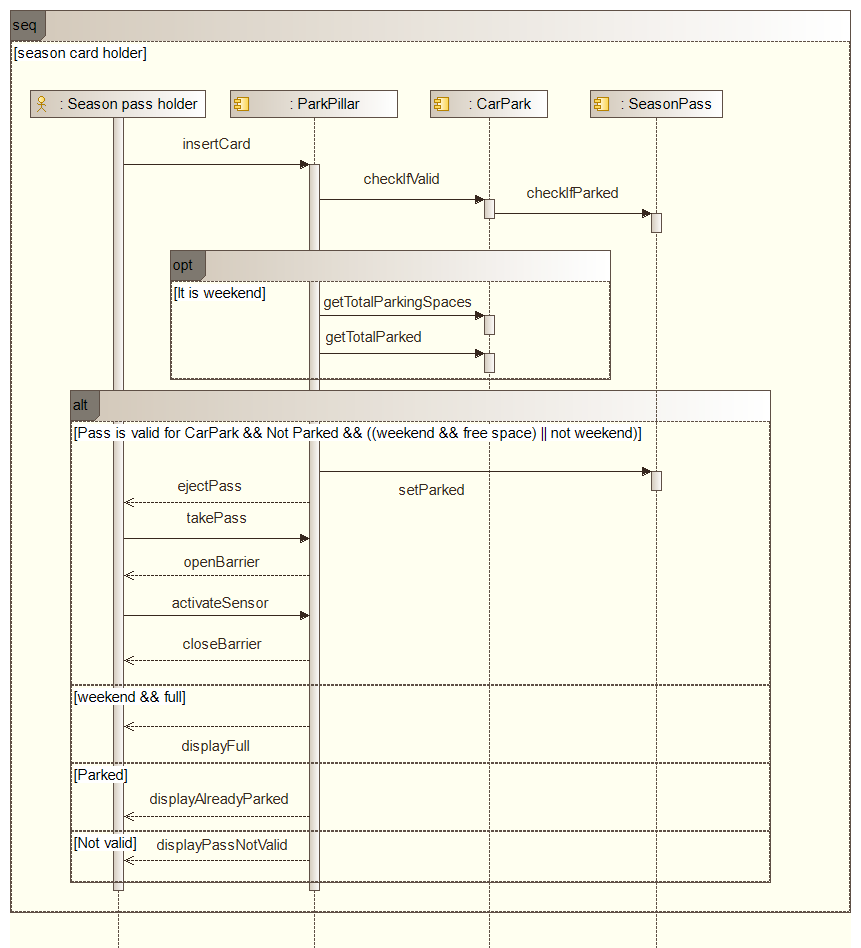 seq
[season card holder]
: Season pass holder
: ParkPillar
: CarPark
: SeasonPass
insertCard
checkIfValid
checkIfParked
opt
[It is weekend]
getTotalParkingSpaces
getTotalParked
alt
[Pass is valid for CarPark && Not Parked && ((weekend && free space) || not weekend)]
ejectPass
setParked
takePass
openBarrier
activateSensor
closeBarrier
[weekend && full]
displayFull
[Parked]
displayAlreadyParked
[Not valid]
displayPassNotValid